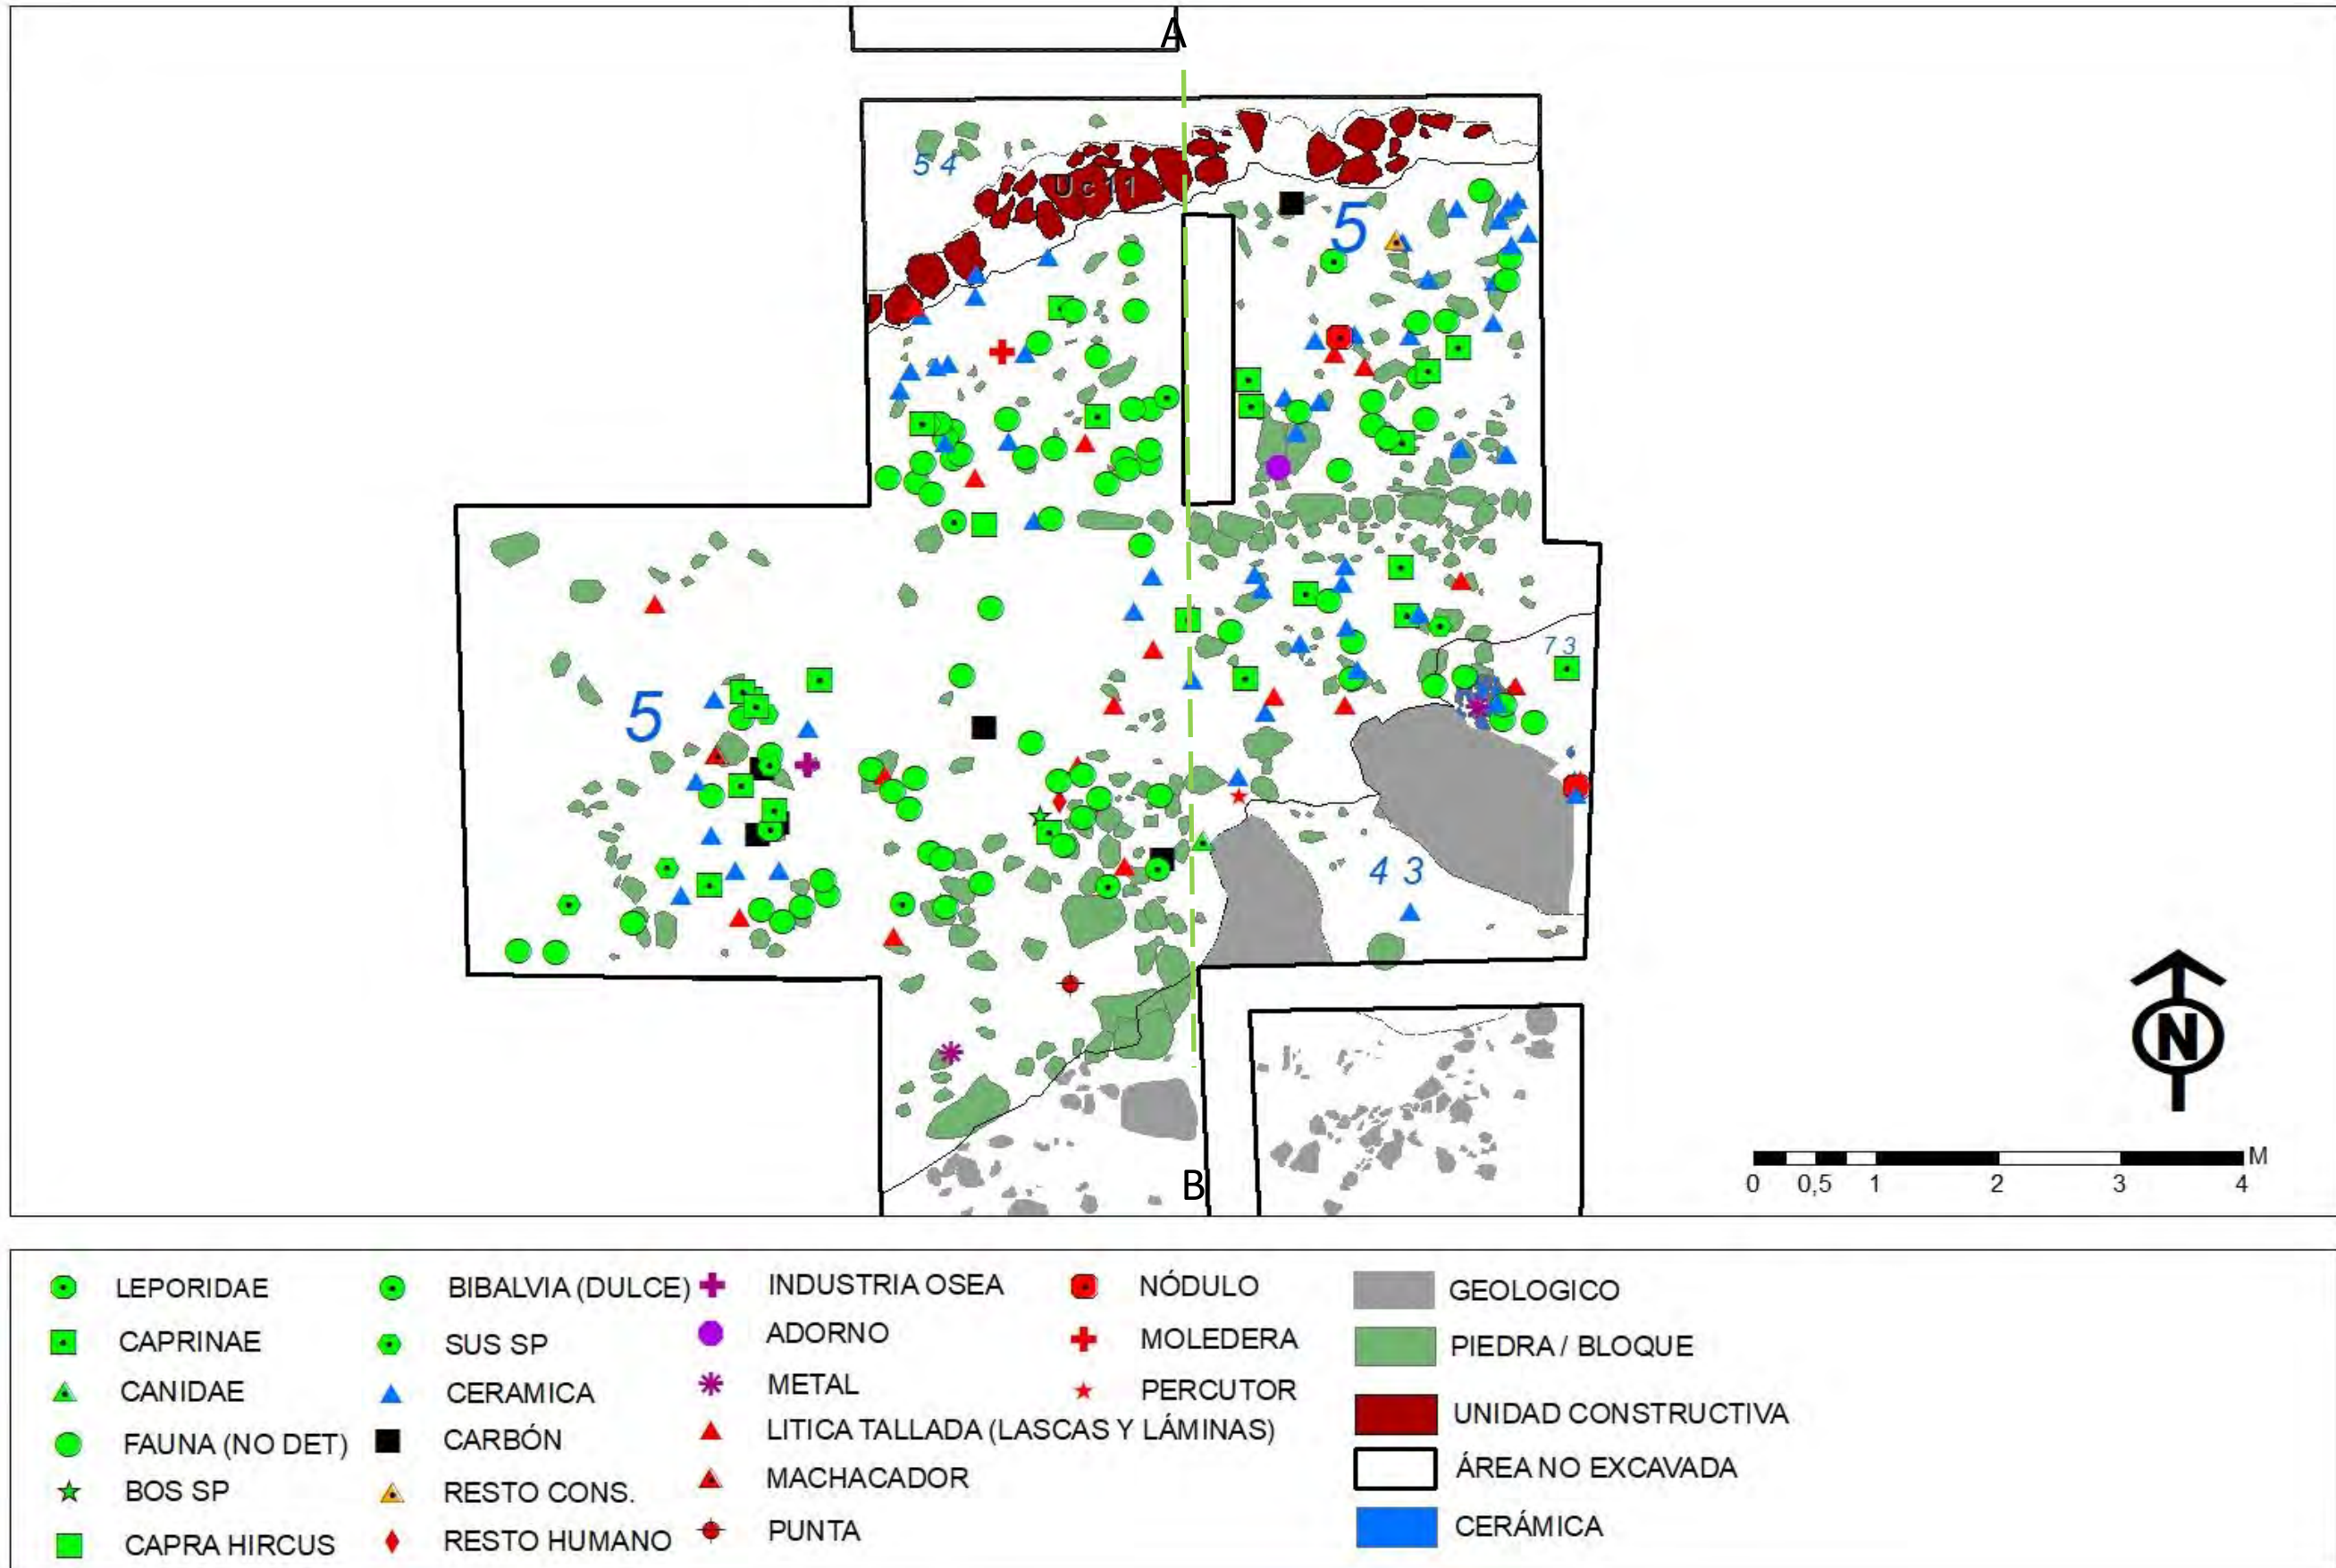 A
5 4
Uc 11
5
7 3
5
6
4 3
N
B
M
0 0,5 1 2 3 4
LEPORIDAE
CAPRINAE
CANIDAE
FAUNA (NO DET)
BOS SP
CAPRA HIRCUS
BIBALVIA (DULCE)
SUS SP
CERAMICA
CARBÓN
RESTO CONS.
RESTO HUMANO
INDUSTRIA OSEA
ADORNO
METAL
LITICA TALLADA (LASCAS Y LÁMINAS)
MACHACADOR
PUNTA
NÓDULO
MOLEDERA
PERCUTOR
GEOLOGICO
PIEDRA / BLOQUE
UNIDAD CONSTRUCTIVA
ÁREA NO EXCAVADA
CERÁMICA